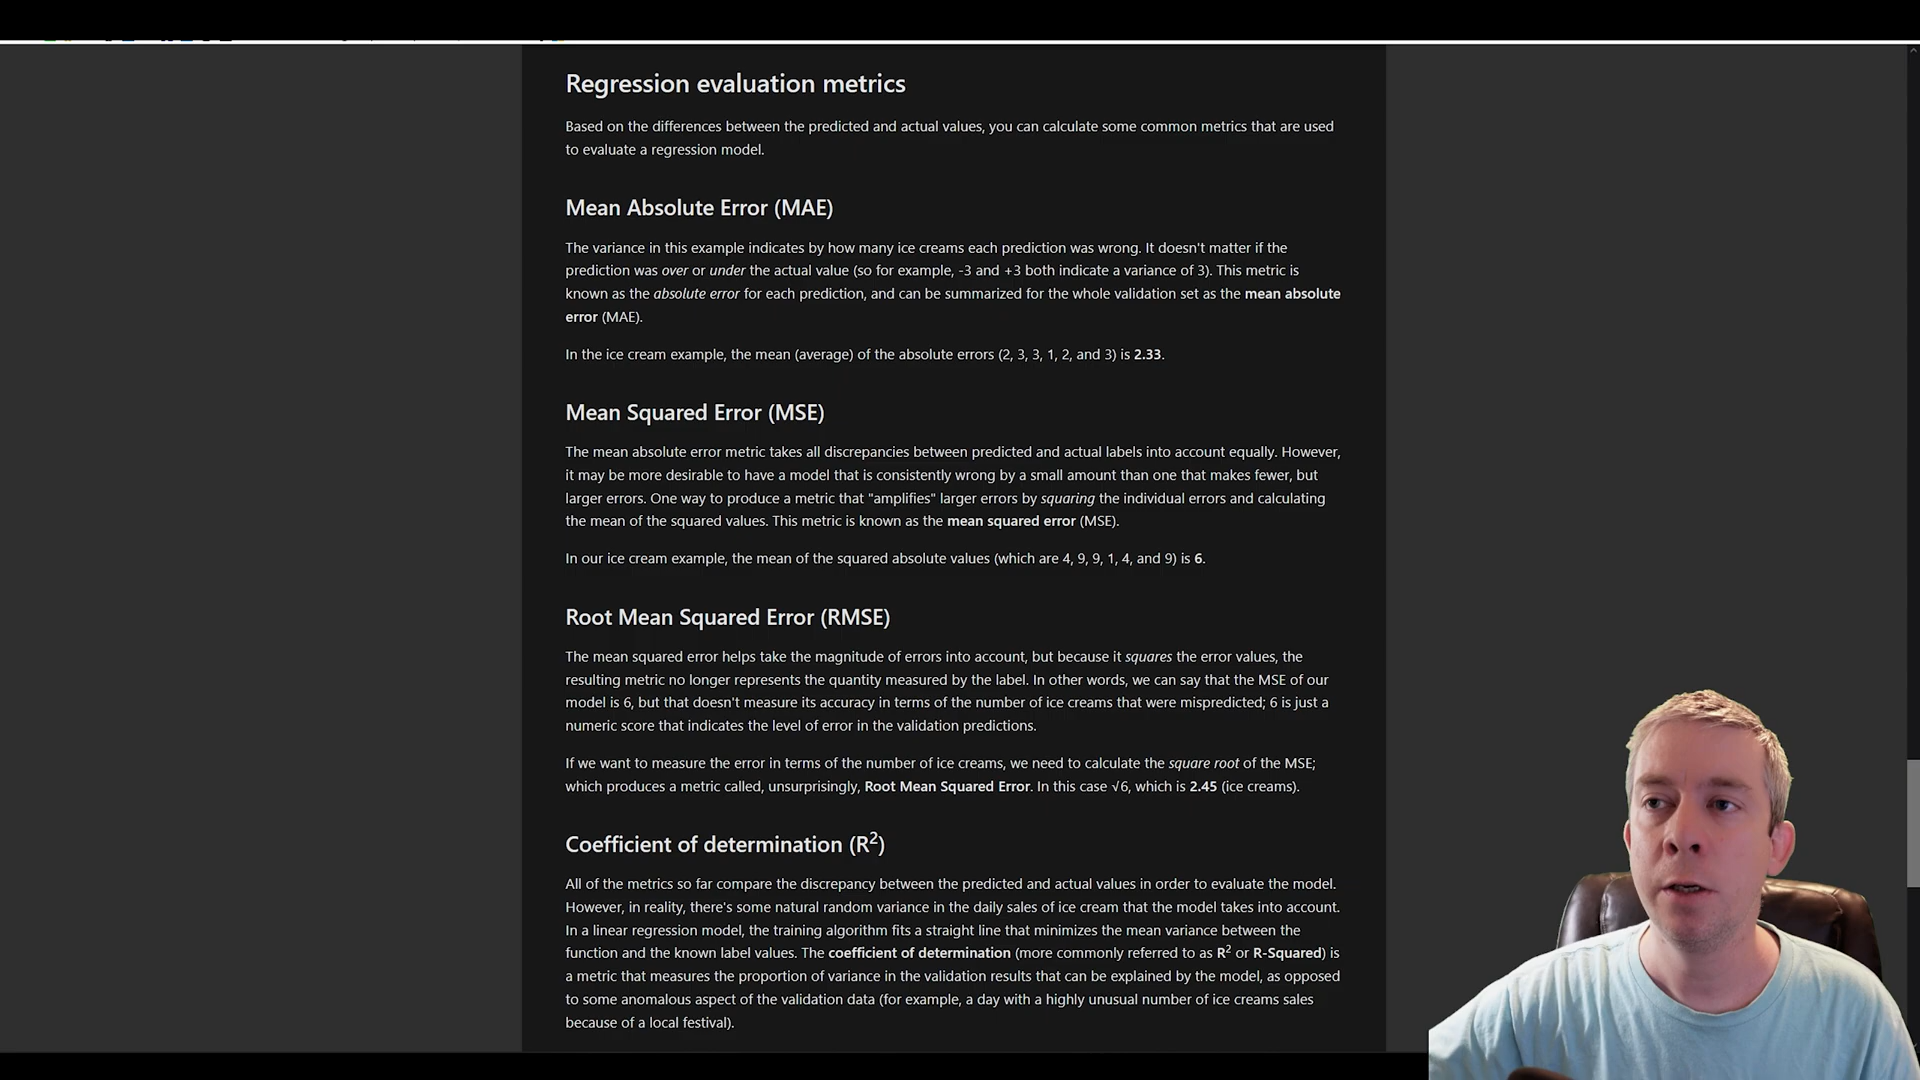 Regression evaluation metrics
Based on the differences between the predicted and actual values, you can calculate some common metrics that are used
to evaluate a regression model.
Mean Absolute Error (MAE)
The variance in this example indicates by how many ice creams each prediction was wrong. It doesn't matter if the
prediction was over or under the actual value (so for example, -3 and +3 both indicate a variance of 3). This metric is
known as the absolute error for each prediction, and can be summarized for the whole validation set as the mean absolute
error (MAE).
In the ice cream example, the mean (average) of the absolute errors (2, 3, 3, 1, 2, and 3) is 2.33.
Mean Squared Error (MSE)
The mean absolute error metric takes all discrepancies between predicted and actual labels into account equally. However,
it may be more desirable to have a model that is consistently wrong by a small amount than one that makes fewer, but
larger errors. One way to produce a metric that "amplifies" larger errors by squaring the individual errors and calculating
the mean of the squared values. This metric is known as the mean squared error (MSE).
In our ice cream example, the mean of the squared absolute values (which are 4, 9, 9, 1, 4, and 9) is 6.
Root Mean Squared Error (RMSE)
The mean squared error helps take the magnitude of errors into account, but because it squares the error values, the
resulting metric no longer represents the quantity measured by the label. In other words, we can say that the MSE of our
model is 6, but that doesn't measure its accuracy in terms of the number of ice creams that were mispredicted; 6 is just a
numeric score that indicates the level of error in the validation predictions.
If we want to measure the error in terms of the number of ice creams, we need to calculate the square root of the MSE;
which produces a metric called, unsurprisingly, Root Mean Squared Error. In this case √6, which is 2.45 (ice creams).
Coefficient of determination (R²)
All of the metrics so far compare the discrepancy between the predicted and actual values in order to evaluate the model.
However, in reality, there's some natural random variance in the daily sales of ice cream that the model takes into account.
In a linear regression model, the training algorithm fits a straight line that minimizes the mean variance between the
function and the known label values. The coefficient of determination (more commonly referred to as R² or R-Squared) is
a metric that measures the proportion of variance in the validation results that can be explained by the model, as opposed
to some anomalous aspect of the validation data (for example, a day with a highly unusual number of ice creams sales
because of a local festival).